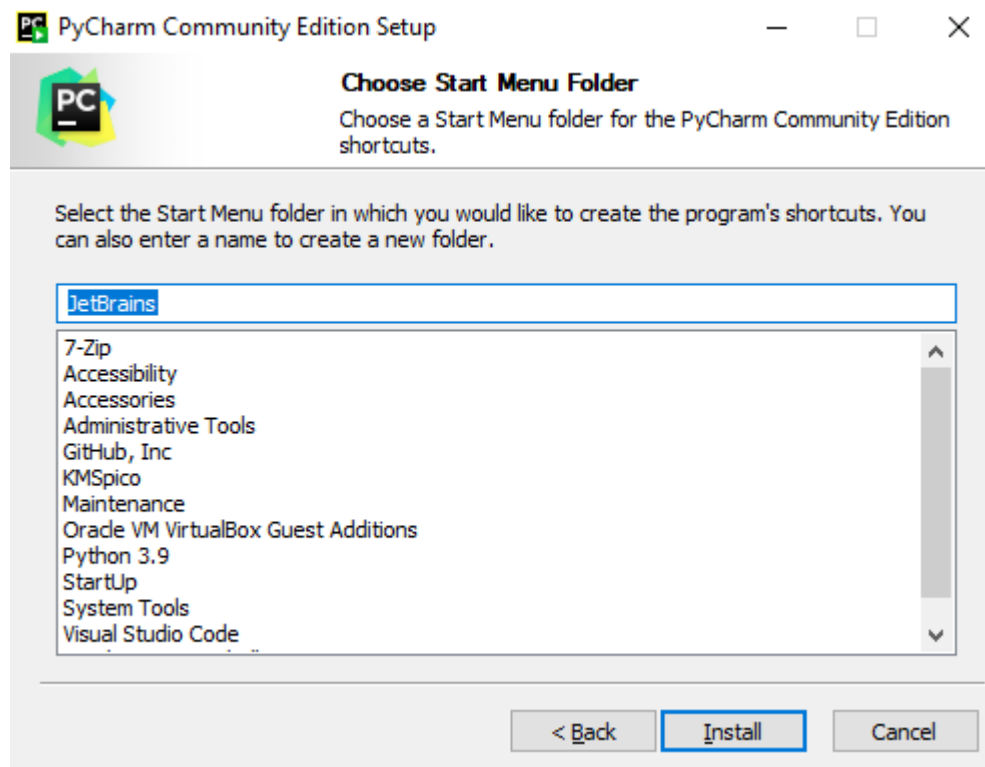 PyCharm Community Edition Setup
PC
Choose Start Menu Folder
Choose a Start Menu folder for the PyCharm Community Edition
shortcuts.
Select the Start Menu folder in which you would like to create the program's shortcuts. You
can also enter a name to create a new folder.
JetBrains
7-Zip
Accessibility
Accessories
Administrative Tools
GitHub, Inc
KMSpico
Maintenance
Oracle VM VirtualBox Guest Additions
Python 3.9
StartUp
System Tools
Visual Studio Code
< Back
Install
Cancel